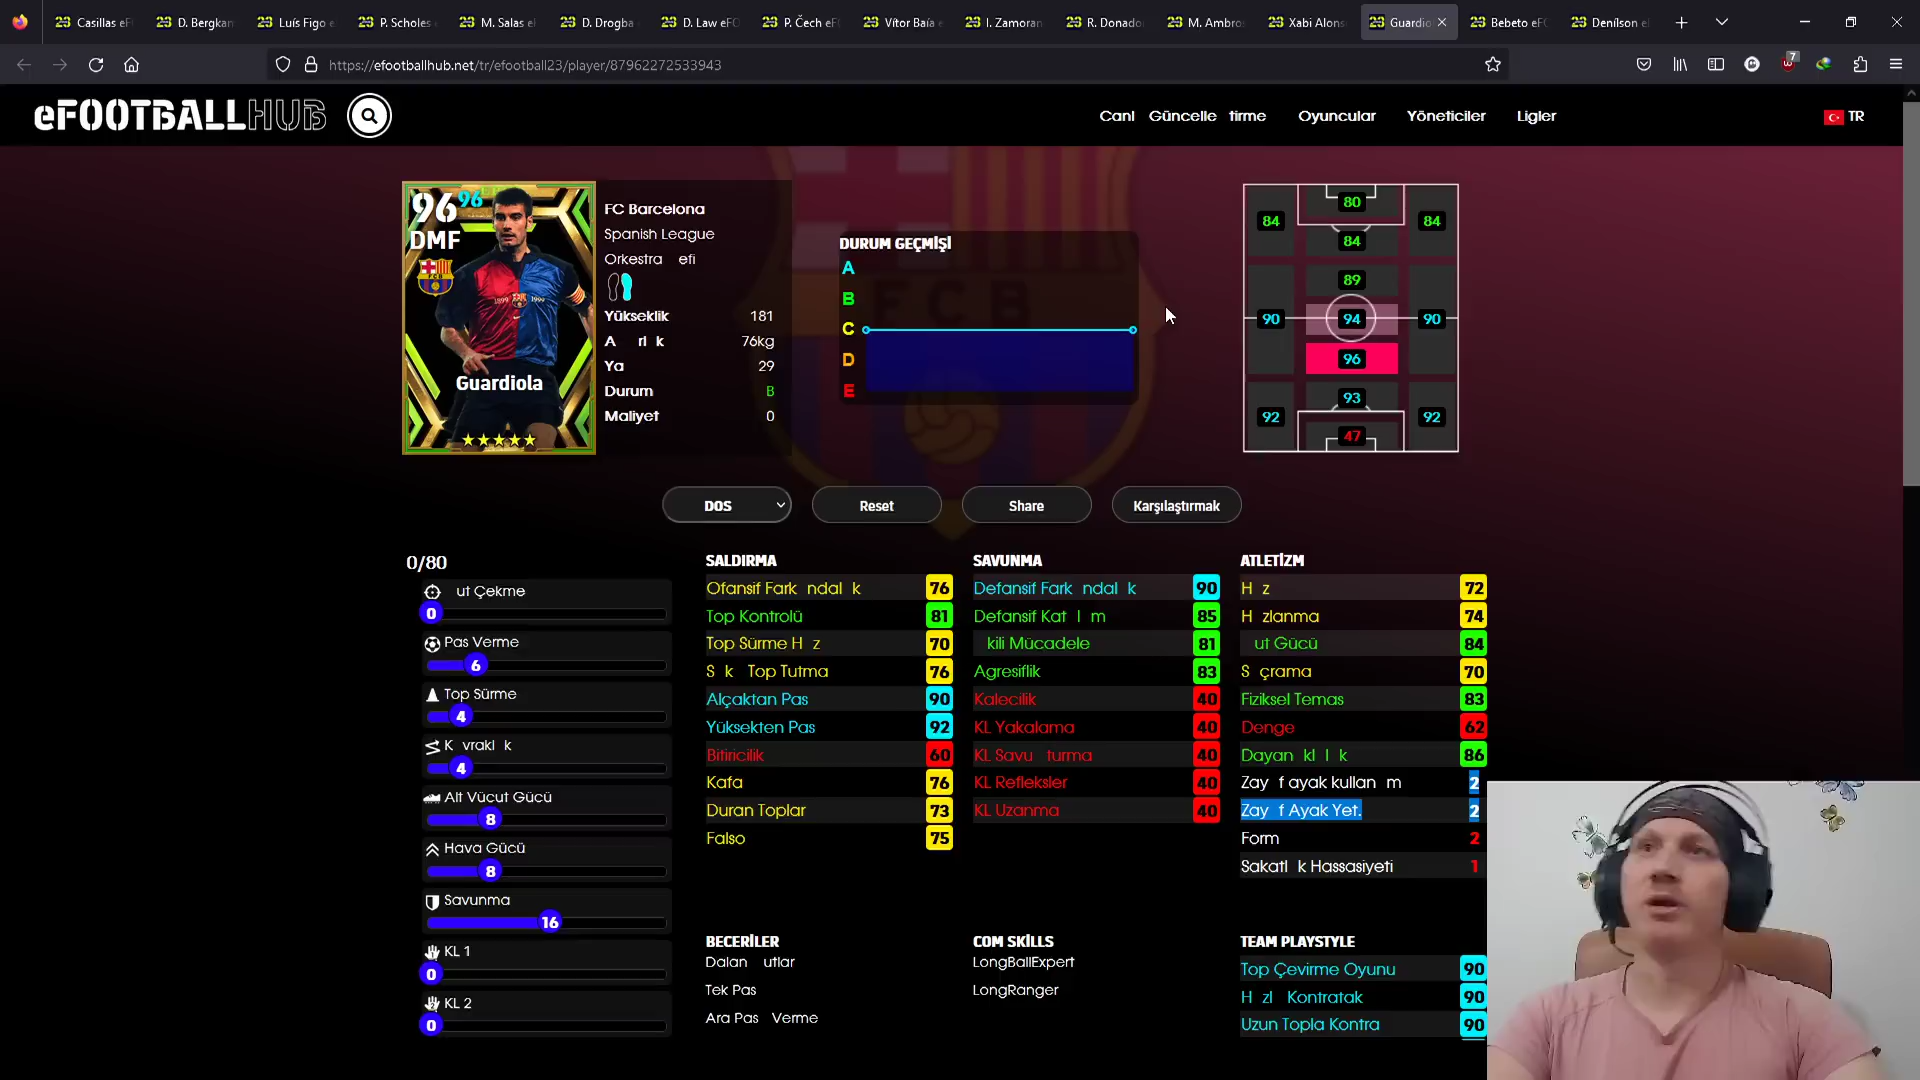 Casillas eF
D. Bergkam
Luís Figo e
P. Scholes
M. Salas eF
D. Drogba
D. Law eFO
P. Čech eF
Vítor Baía e
I. Zamoran
R. Donado
M. Ambro
Xabi Alons
Guardio
Bebeto eFO
Denílson e
https://efootballhub.net/tr/efootball23/player/87962272533943
7
eFOOTBALLHUB
Canl
Güncelle tirme
Oyuncular
Yöneticiler
Ligler
TR
96 96
DMF
Guardiola
FC Barcelona
Spanish League
Orkestra efi
Yükseklik 181
A rl k 76kg
Ya 29
Durum B
Maliyet 0
DURUM GEÇMİŞİ
A
B
C
D
E
80
84 84
84
89
90 94 90
96
93
92 92
47
DOS
Reset
Share
Karşılaştırmak
0/80
ut Çekme
0
Pas Verme
6
Top Sürme
4
K vrakl k
4
Alt Vücut Gücü
8
Hava Gücü
8
Savunma
16
KL 1
0
KL 2
0
SALDIRMA
Ofansif Fark ndal k 76
Top Kontrolü 81
Top Sürme H z 70
S k Top Tutma 76
Alçaktan Pas 90
Yüksekten Pas 92
Bitiricilik 60
Kafa 76
Duran Toplar 73
Falso 75
SAVUNMA
Defansif Fark ndal k 90
Defansif Kat l m 85
kili Mücadele 81
Agresiflik 83
Kalecilik 40
KL Yakalama 40
KL Savu turma 40
KL Refleksler 40
KL Uzanma 40
ATLETİZM
H z 72
H zlanma 74
ut Gücü 84
S çrama 70
Fiziksel Temas 83
Denge 62
Dayan kl l k 86
Zay f ayak kullan m 2
Zay f Ayak Yet. 2
Form 2
Sakatl k Hassasiyeti 1
BECERİLER
Dalan utlar
Tek Pas
Ara Pas Verme
COM SKILLS
LongBallExpert
LongRanger
TEAM PLAYSTYLE
Top Çevirme Oyunu 90
H zl Kontratak 90
Uzun Topla Kontra 90